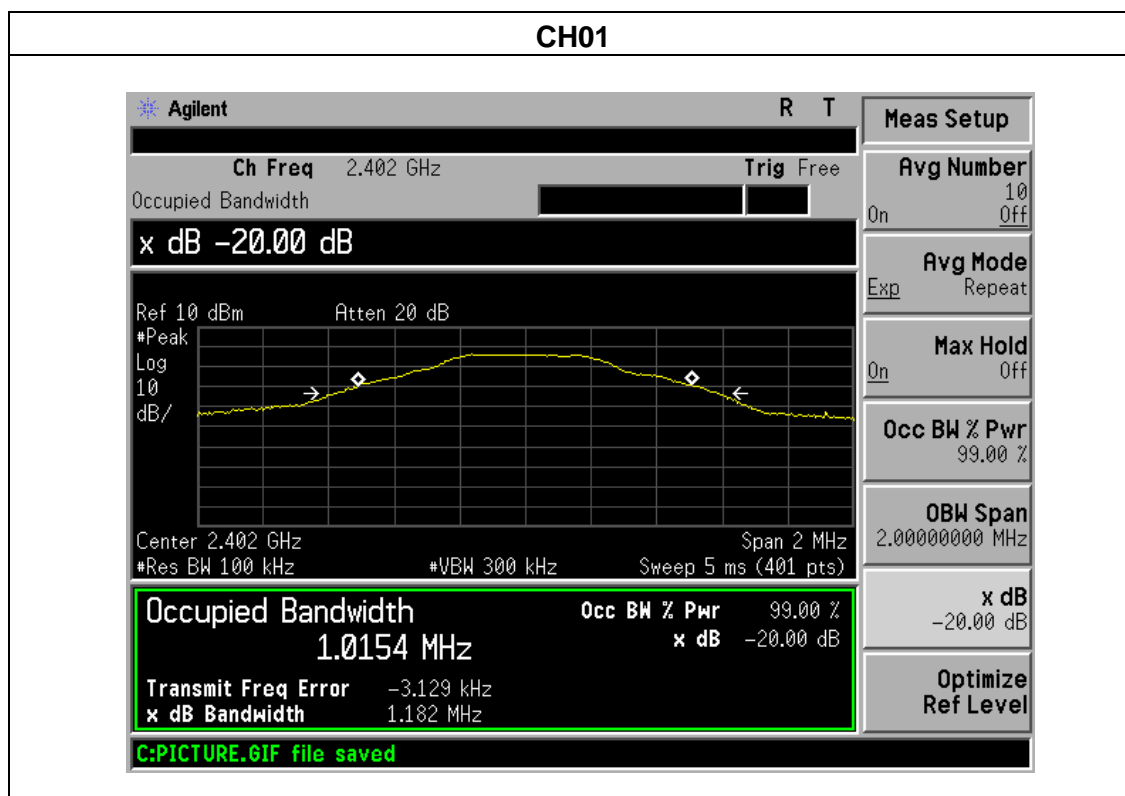 CH01
Agilent R T
Ch Freq 2.402 GHz Trig Free
Occupied Bandwidth
x dB -20.00 dB
Ref 10 dBm Atten 20 dB
#Peak
Log
10
dB/
Center 2.402 GHz Span 2 MHz
#Res BW 100 kHz #VBW 300 kHz Sweep 5 ms (401 pts)
Occupied Bandwidth Occ BW % Pwr 99.00 %
1.0154 MHz x dB -20.00 dB
Transmit Freq Error -3.129 kHz
x dB Bandwidth 1.182 MHz
C:PICTURE.GIF file saved
Meas Setup
Avg Number
10
On Off
Avg Mode
Exp Repeat
Max Hold
On Off
Occ BW % Pwr
99.00 %
OBW Span
2.00000000 MHz
x dB
-20.00 dB
Optimize
Ref Level